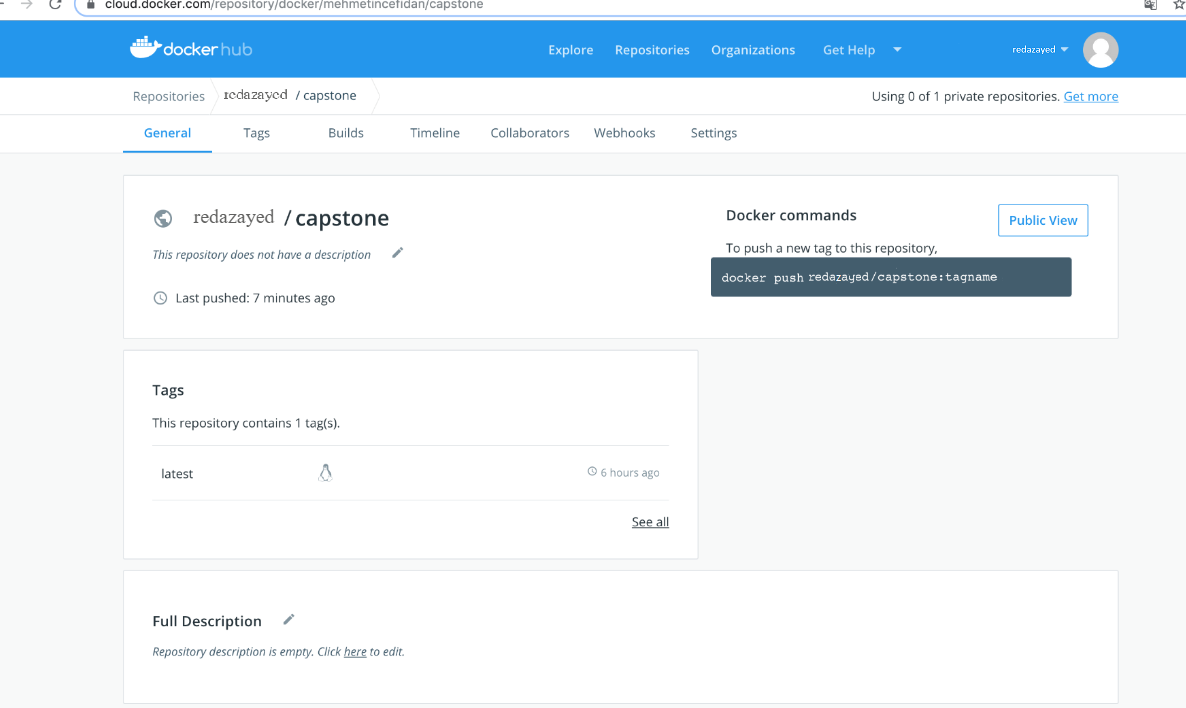 cloud.docker.com/repository/docker/mehmetincefidan/capstone
docker hub Explore Repositories Organizations Get Help redazayed
Repositories redazayed / capstone Using 0 of 1 private repositories. Get more
General Tags Builds Timeline Collaborators Webhooks Settings
redazayed / capstone
This repository does not have a description
Last pushed: 7 minutes ago
Docker commands
Public View
To push a new tag to this repository,
docker push redazayed/capstone:tagname
Tags
This repository contains 1 tag(s).
latest 6 hours ago
See all
Full Description
Repository description is empty. Click here to edit.